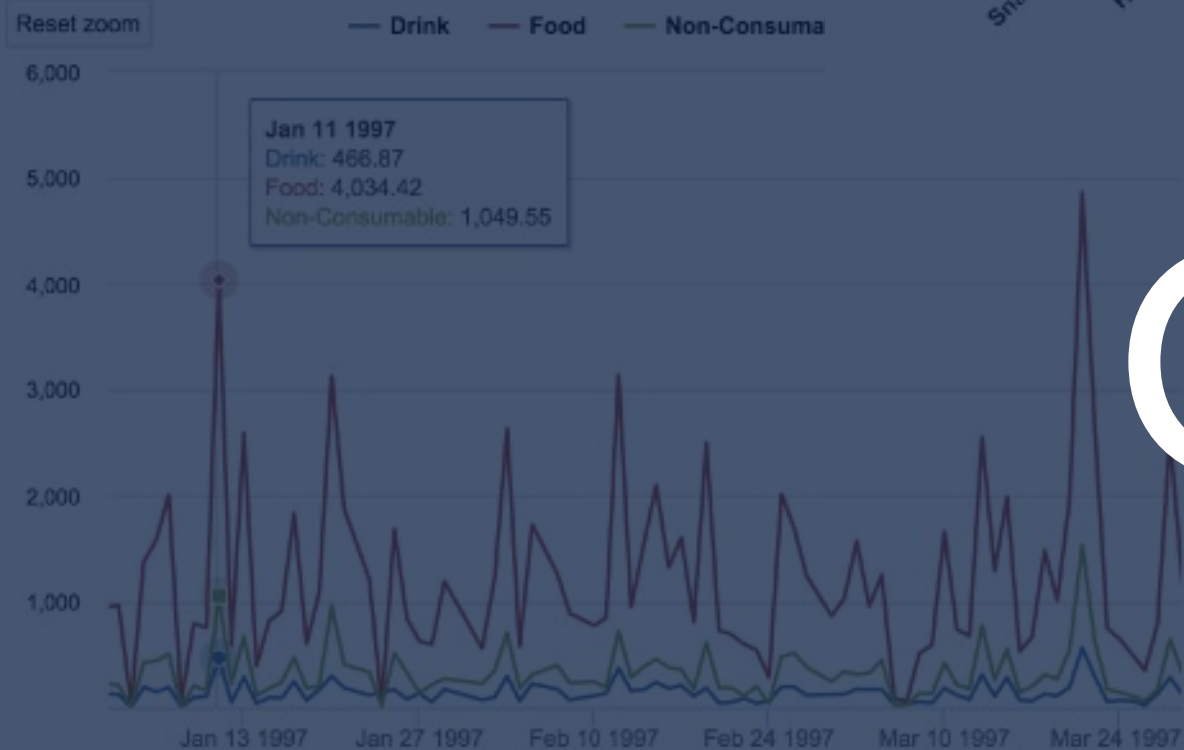 Reset zoom
Drink Food Non-Consuma
Sna
6,000
Jan 11 1997
Drink: 466.87
Food: 4,034.42
Non-Consumable: 1,049.55
5,000
4,000
3,000
2,000
1,000
Jan 13 1997 Jan 27 1997 Feb 10 1997 Feb 24 1997 Mar 10 1997 Mar 24 1997